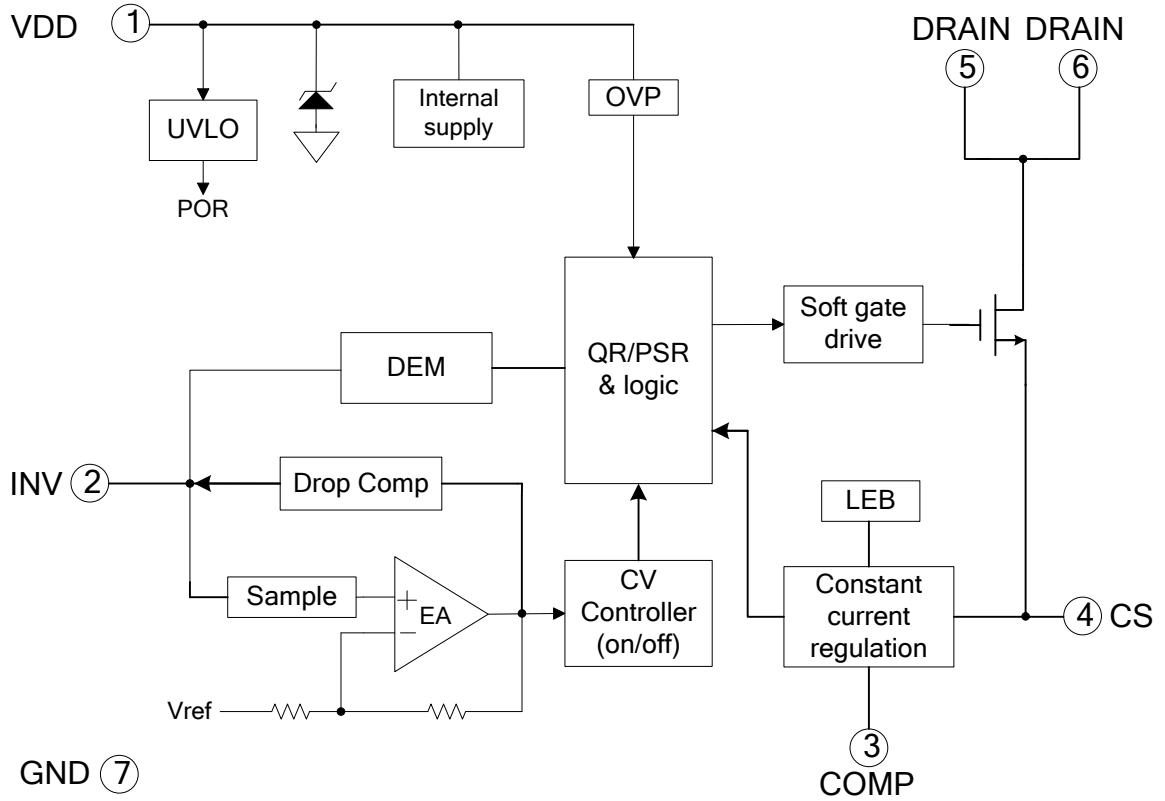 VDD 1
DRAIN DRAIN
5 6
UVLO
Internal
supply
OVP
POR
Soft gate
drive
DEM
QR/PSR
& logic
INV 2
Drop Comp
LEB
Sample
+
EA
−
CV
Controller
(on/off)
Constant
current
regulation
4 CS
Vref
3
COMP
GND 7